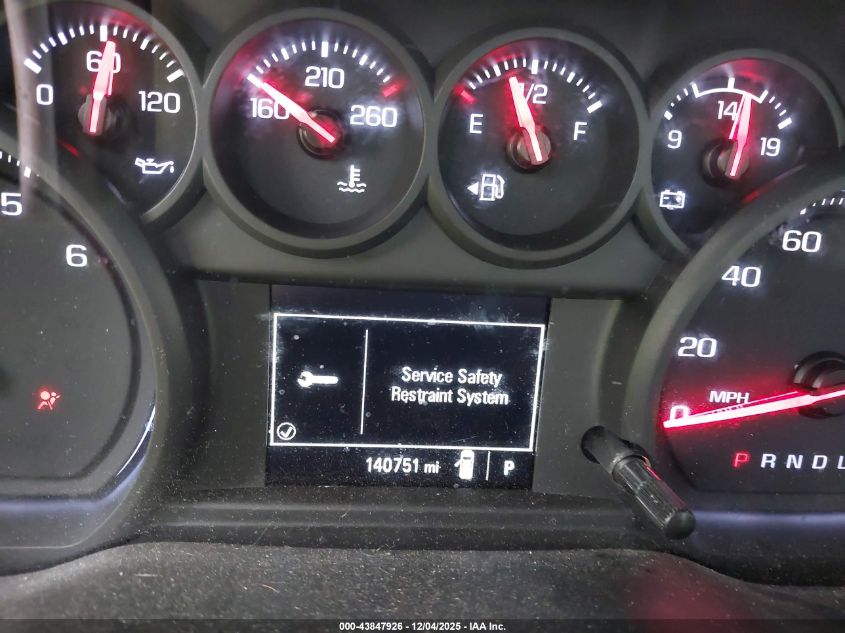 0 60 120
160 210 260
E 1/2 F
9 14 19
5
6
60
40
20
0
MPH
Service Safety
Restraint System
140751 mi P
P R N D L
000-43847926 - 12/04/2025 - IAA Inc.